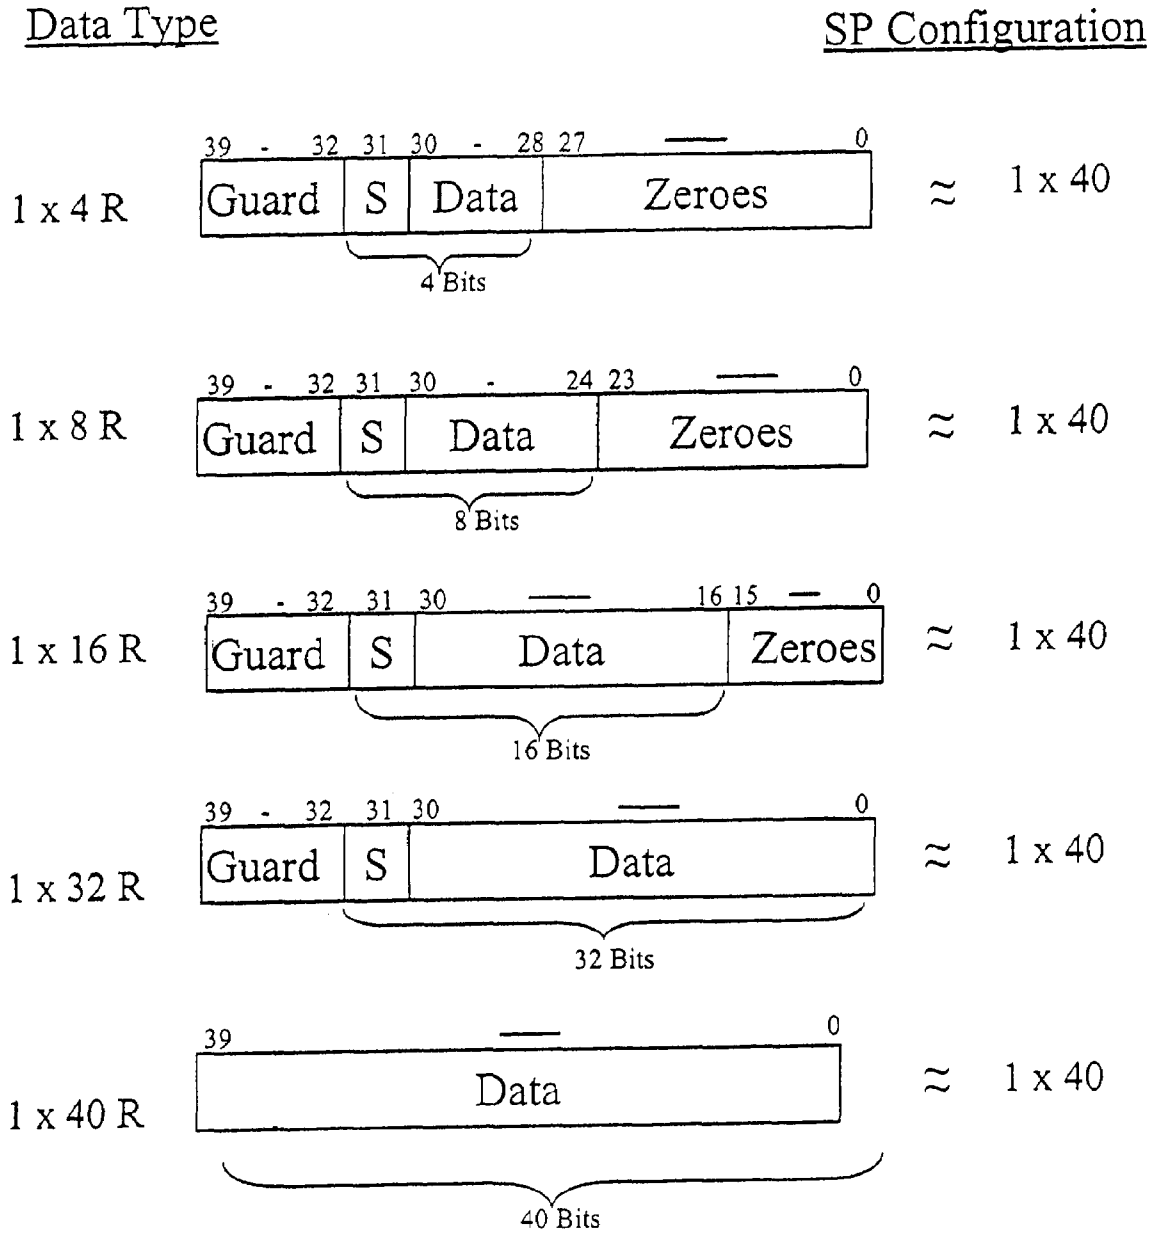 Data Type SP Configuration
39 - 32 31 30 - 28 27 — 0
1 x 4 R Guard S Data Zeroes ≈ 1 x 40
4 Bits
39 - 32 31 30 - 24 23 — 0
1 x 8 R Guard S Data Zeroes ≈ 1 x 40
8 Bits
39 - 32 31 30 — 16 15 — 0
1 x 16 R Guard S Data Zeroes ≈ 1 x 40
16 Bits
39 - 32 31 30 — 0
1 x 32 R Guard S Data ≈ 1 x 40
32 Bits
39 — 0
1 x 40 R Data ≈ 1 x 40
40 Bits